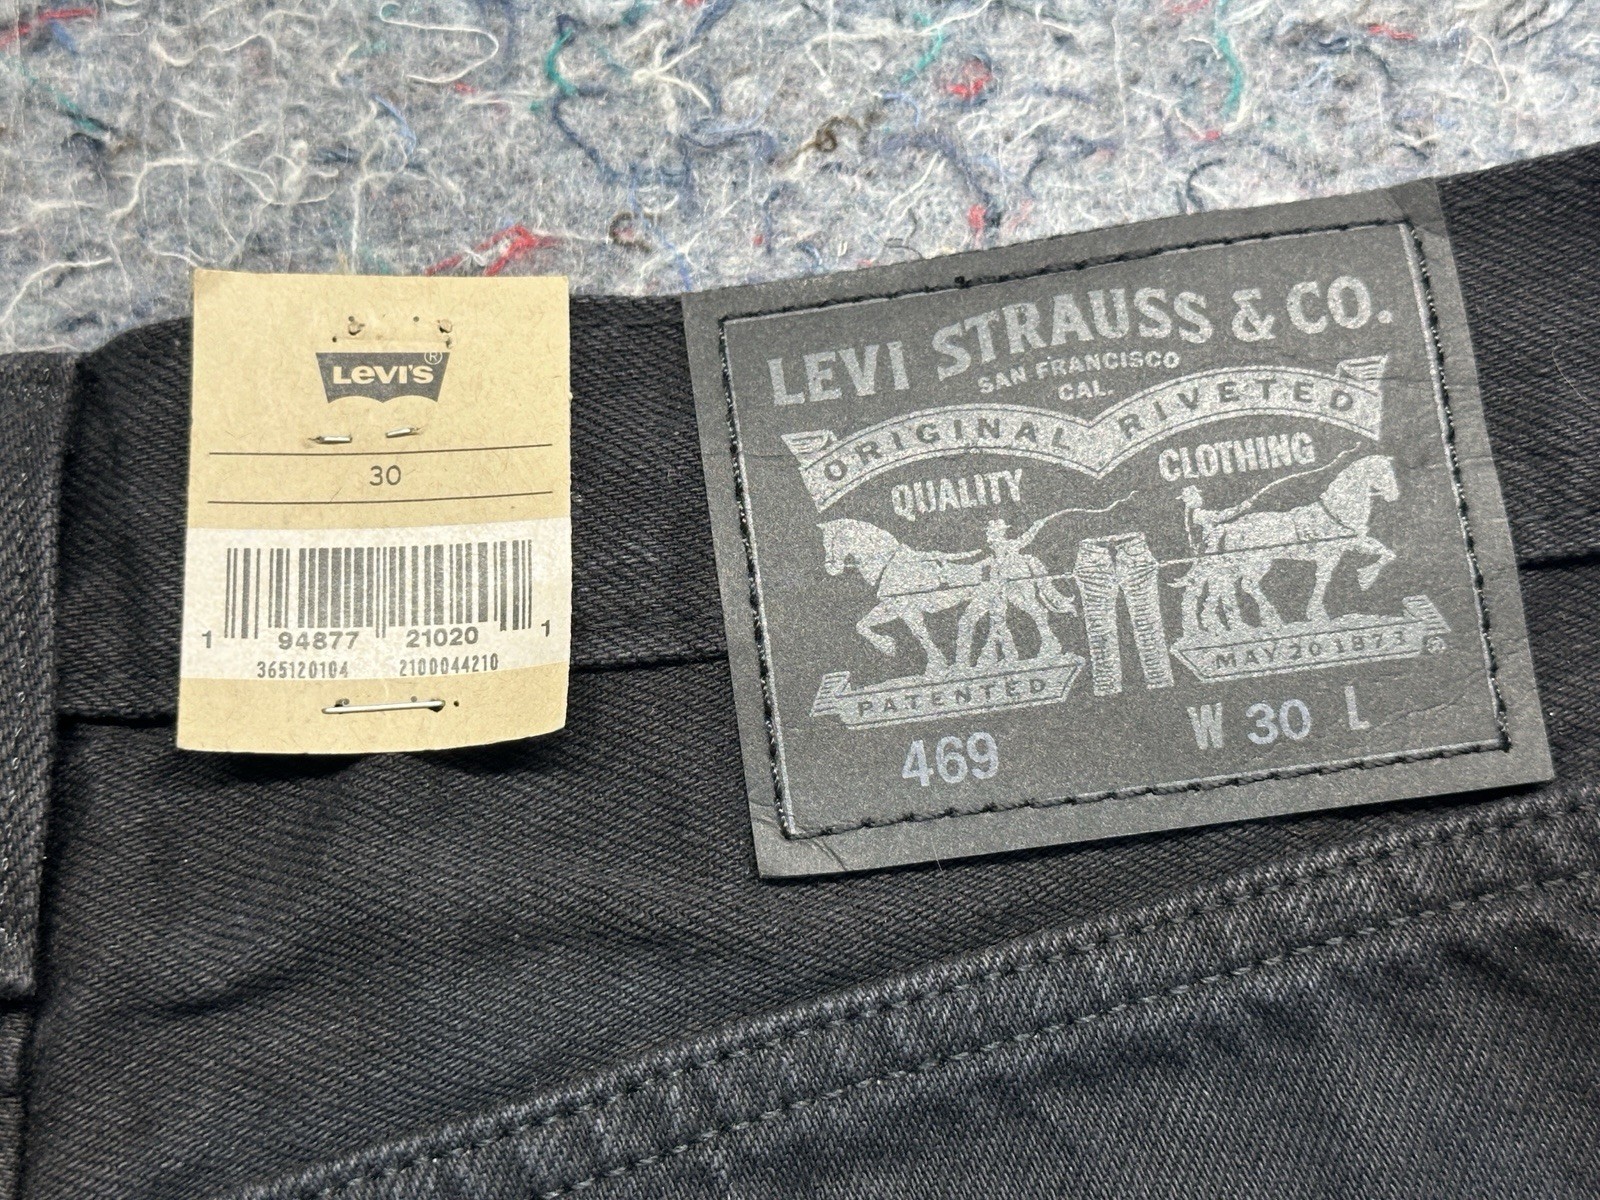 LEVI'S®
30
1 94877 21020 1
365120104 2100044210
LEVI STRAUSS & CO.
SAN FRANCISCO
CAL.
ORIGINAL RIVETED
QUALITY CLOTHING
PATENTED MAY 20 1873
469 W 30 L